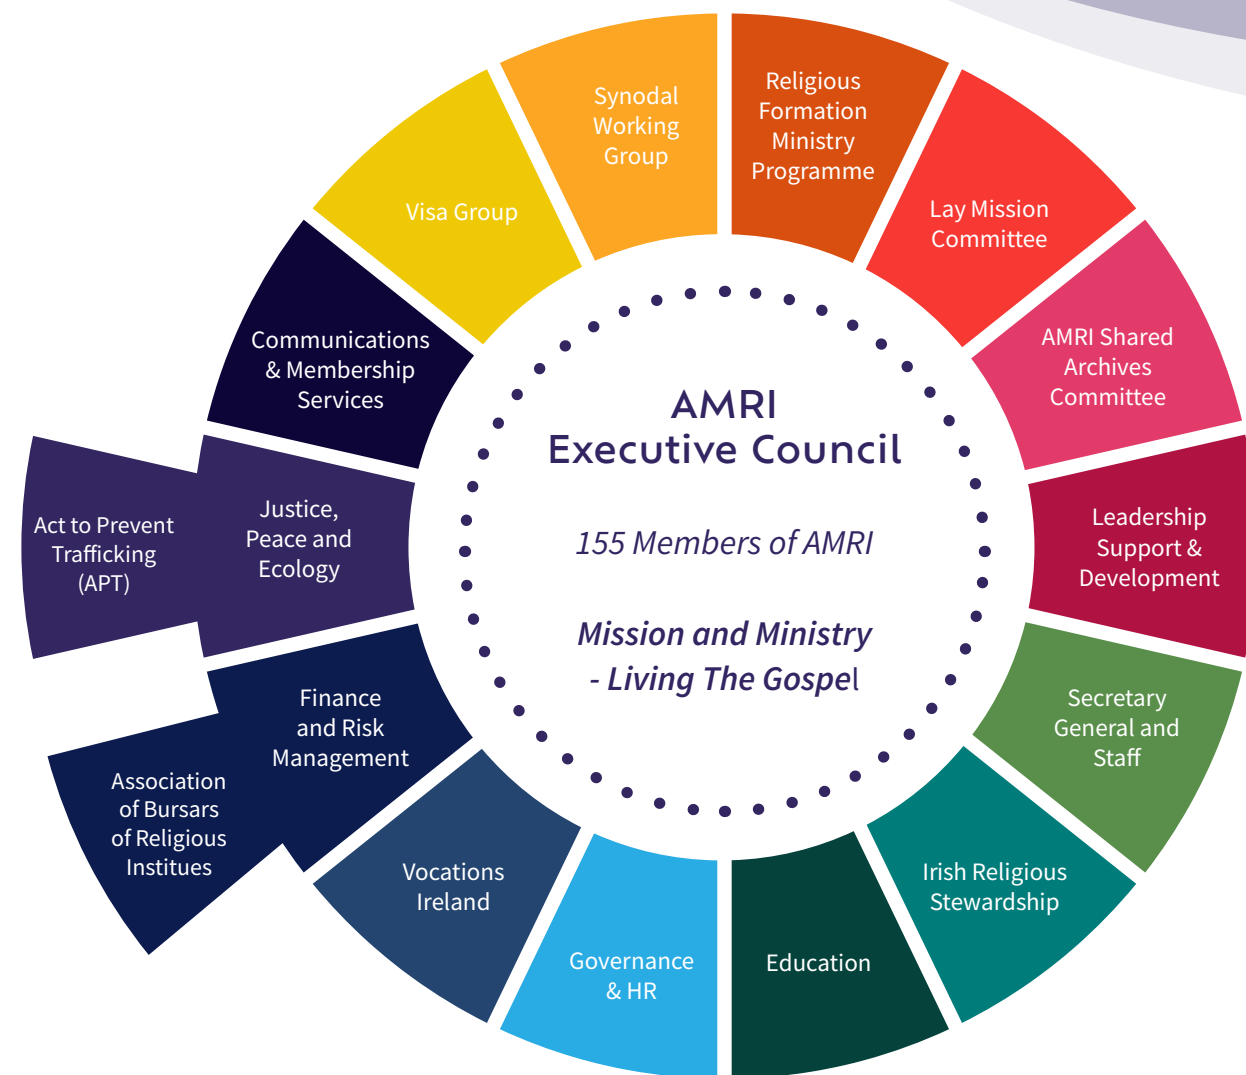 Synodal
Working
Group
Religious
Formation
Ministry
Programme
Lay Mission
Committee
AMRI Shared
Archives
Committee
Leadership
Support &
Development
Secretary
General and
Staff
Irish Religious
Stewardship
Education
Governance
& HR
Vocations
Ireland
Finance
and Risk
Management
Association
of Bursars
of Religious
Institues
Justice,
Peace and
Ecology
Act to Prevent
Trafficking
(APT)
Communications
& Membership
Services
Visa Group
AMRI
Executive Council
155 Members of AMRI
Mission and Ministry
- Living The Gospel